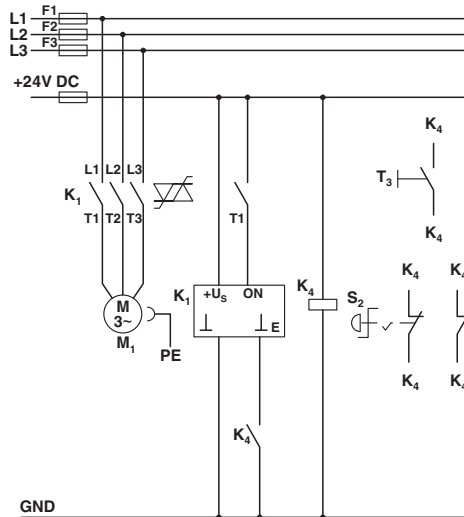 L1 F1
L2 F2
L3 F3
+24V DC
L1 L2 L3
K1
T1 T2 T3
T1
K4
T3
K4
M
3~
M1
PE
K1 +US ON
E
K4
S2
K4 K4
K4 K4
K4
GND